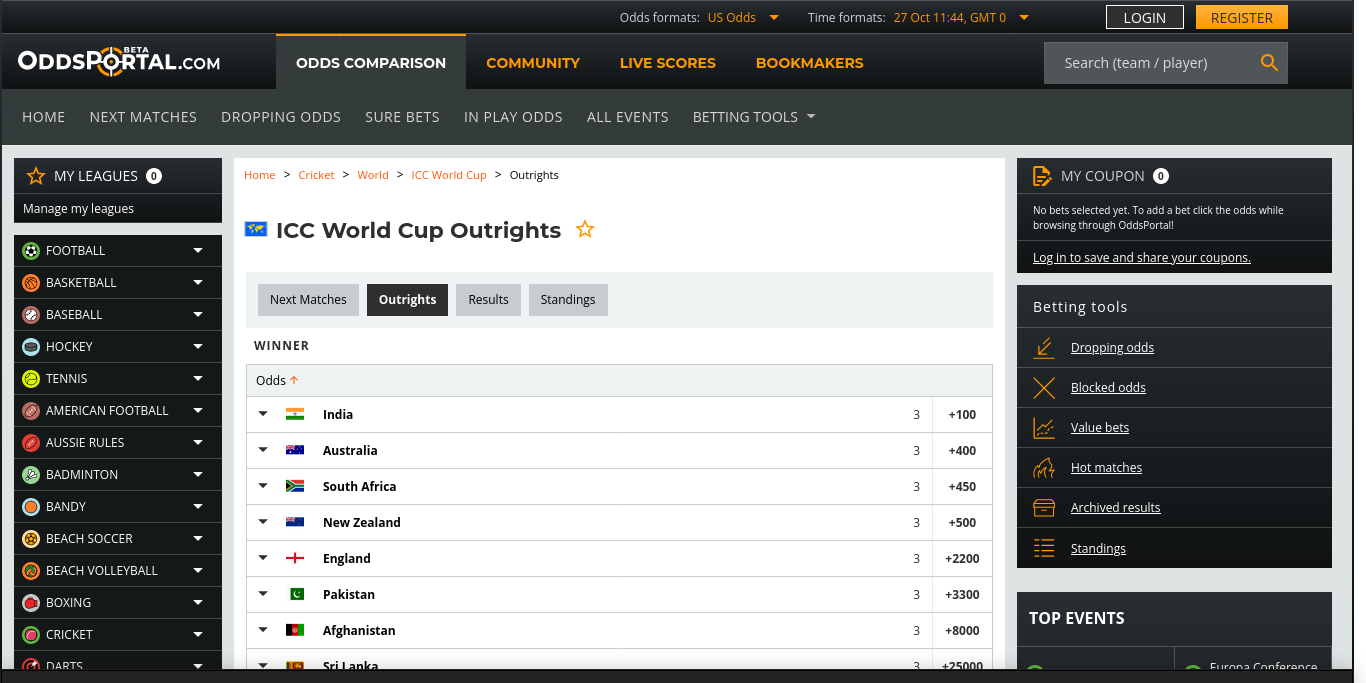 Odds formats: US Odds
Time formats: 27 Oct 11:44, GMT 0
LOGIN
REGISTER
ODDSPORTAL.COM
BETA
ODDS COMPARISON
COMMUNITY
LIVE SCORES
BOOKMAKERS
Search (team / player)
HOME
NEXT MATCHES
DROPPING ODDS
SURE BETS
IN PLAY ODDS
ALL EVENTS
BETTING TOOLS
MY LEAGUES 0
Manage my leagues
FOOTBALL
BASKETBALL
BASEBALL
HOCKEY
TENNIS
AMERICAN FOOTBALL
AUSSIE RULES
BADMINTON
BANDY
BEACH SOCCER
BEACH VOLLEYBALL
BOXING
CRICKET
DARTS
Home > Cricket > World > ICC World Cup > Outrights
ICC World Cup Outrights
Next Matches
Outrights
Results
Standings
WINNER
Odds
India 3 +100
Australia 3 +400
South Africa 3 +450
New Zealand 3 +500
England 3 +2200
Pakistan 3 +3300
Afghanistan 3 +8000
Sri Lanka 3 +25000
MY COUPON 0
No bets selected yet. To add a bet click the odds while
browsing through OddsPortal!
Log in to save and share your coupons.
Betting tools
Dropping odds
Blocked odds
Value bets
Hot matches
Archived results
Standings
TOP EVENTS
Europa Conference